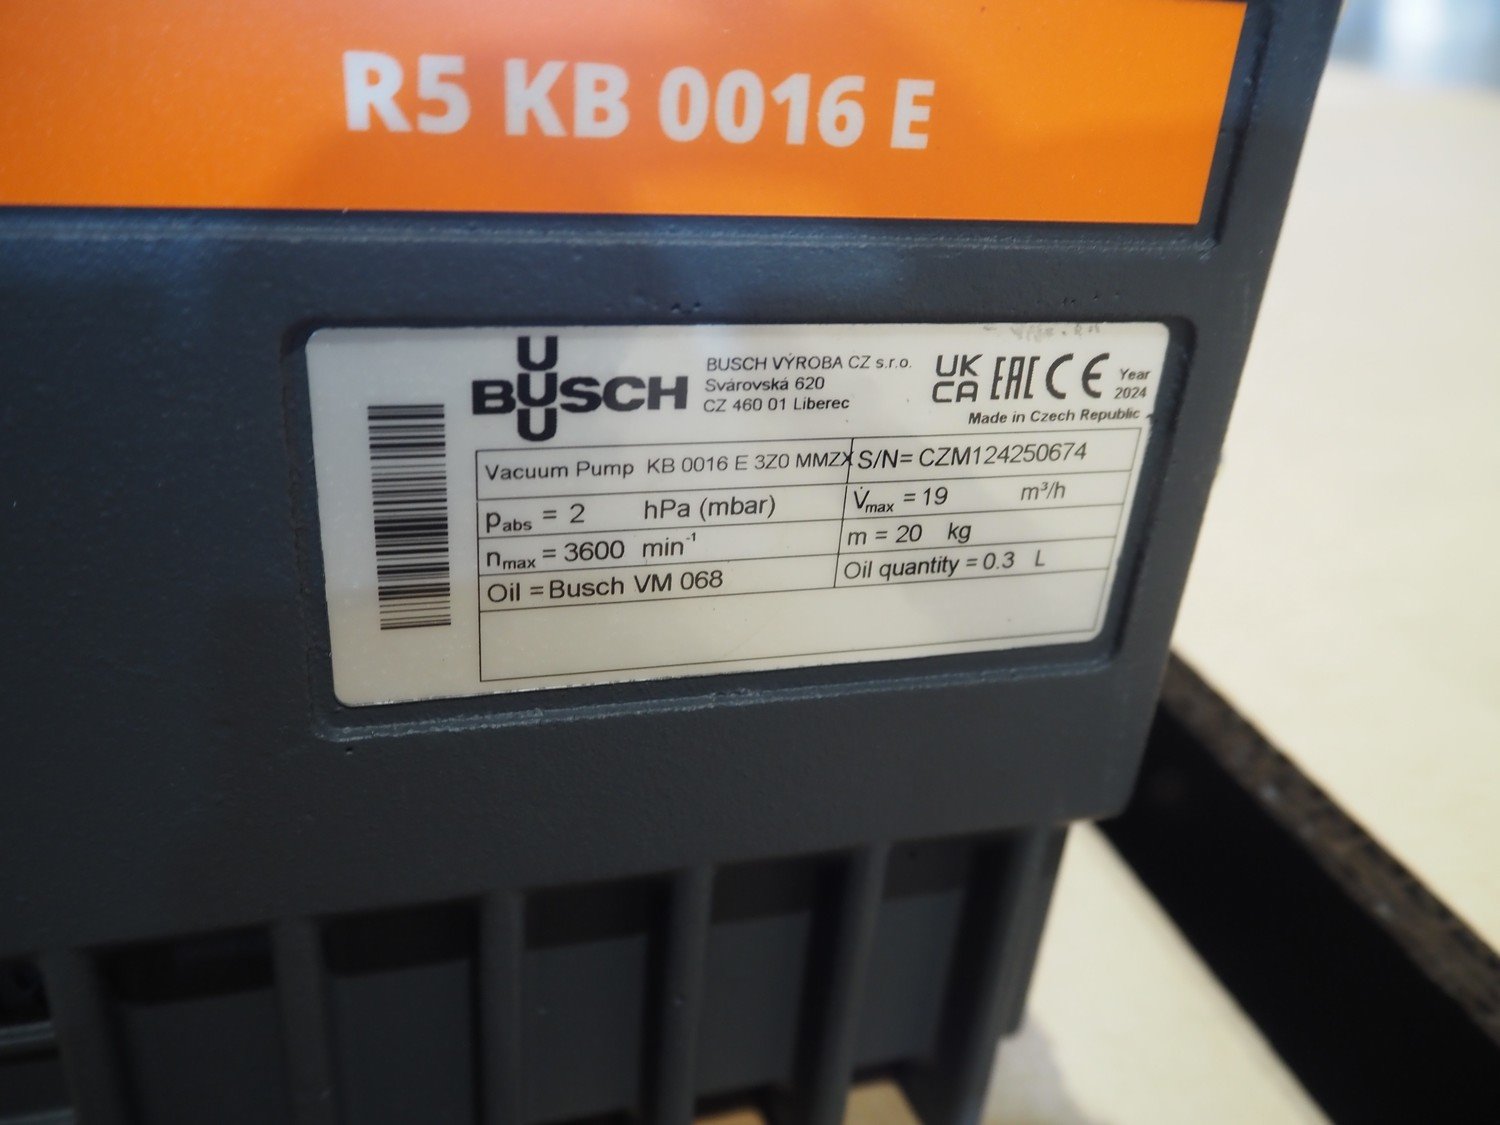 R5 KB 0016 E
BUSCH
BUSCH VÝROBA CZ s.r.o.
Svárovská 620
CZ 460 01 Liberec
UK CA EAC CE
Year
2024
Made in Czech Republic
Vacuum Pump KB 0016 E 3Z0 MMZX
S/N= CZM124250674
pabs = 2 hPa (mbar)
V̇max = 19 m³/h
nmax = 3600 min⁻¹
m = 20 kg
Oil = Busch VM 068
Oil quantity = 0.3 L